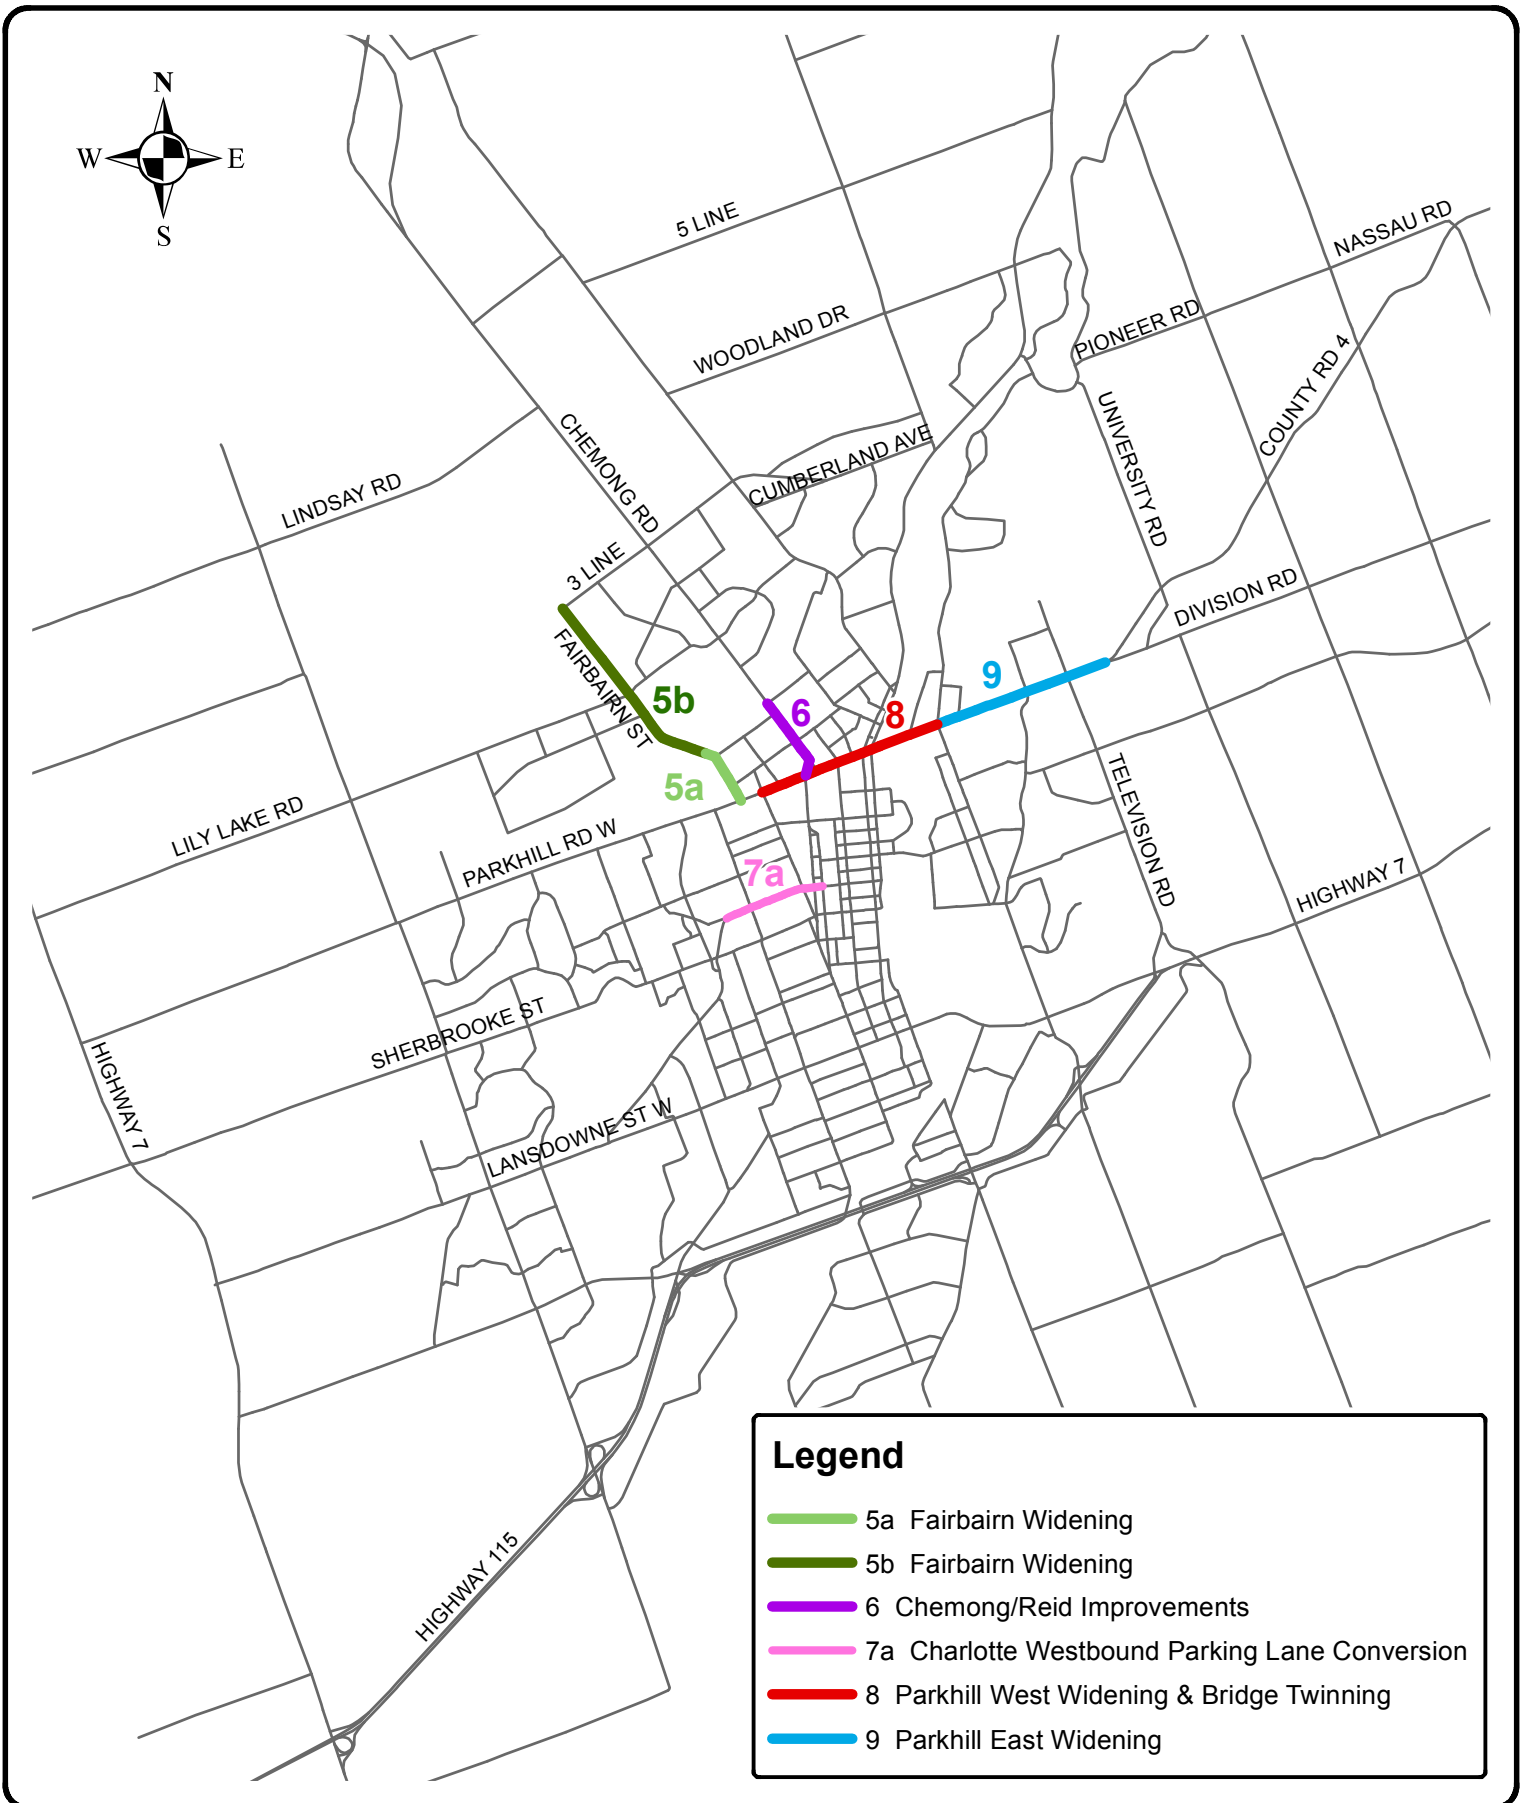 N
W E
S
5 LINE
NASSAU RD
WOODLAND DR
PIONEER RD
COUNTY RD 4
UNIVERSITY RD
CHEMONG RD
CUMBERLAND AVE
LINDSAY RD
3 LINE
DIVISION RD
FAIRBAIRN ST
5b
6
8
9
5a
LILY LAKE RD
PARKHILL RD W
7a
TELEVISION RD
HIGHWAY 7
SHERBROOKE ST
HIGHWAY 7
LANSDOWNE ST W
HIGHWAY 115
Legend
5a Fairbairn Widening
5b Fairbairn Widening
6 Chemong/Reid Improvements
7a Charlotte Westbound Parking Lane Conversion
8 Parkhill West Widening & Bridge Twinning
9 Parkhill East Widening